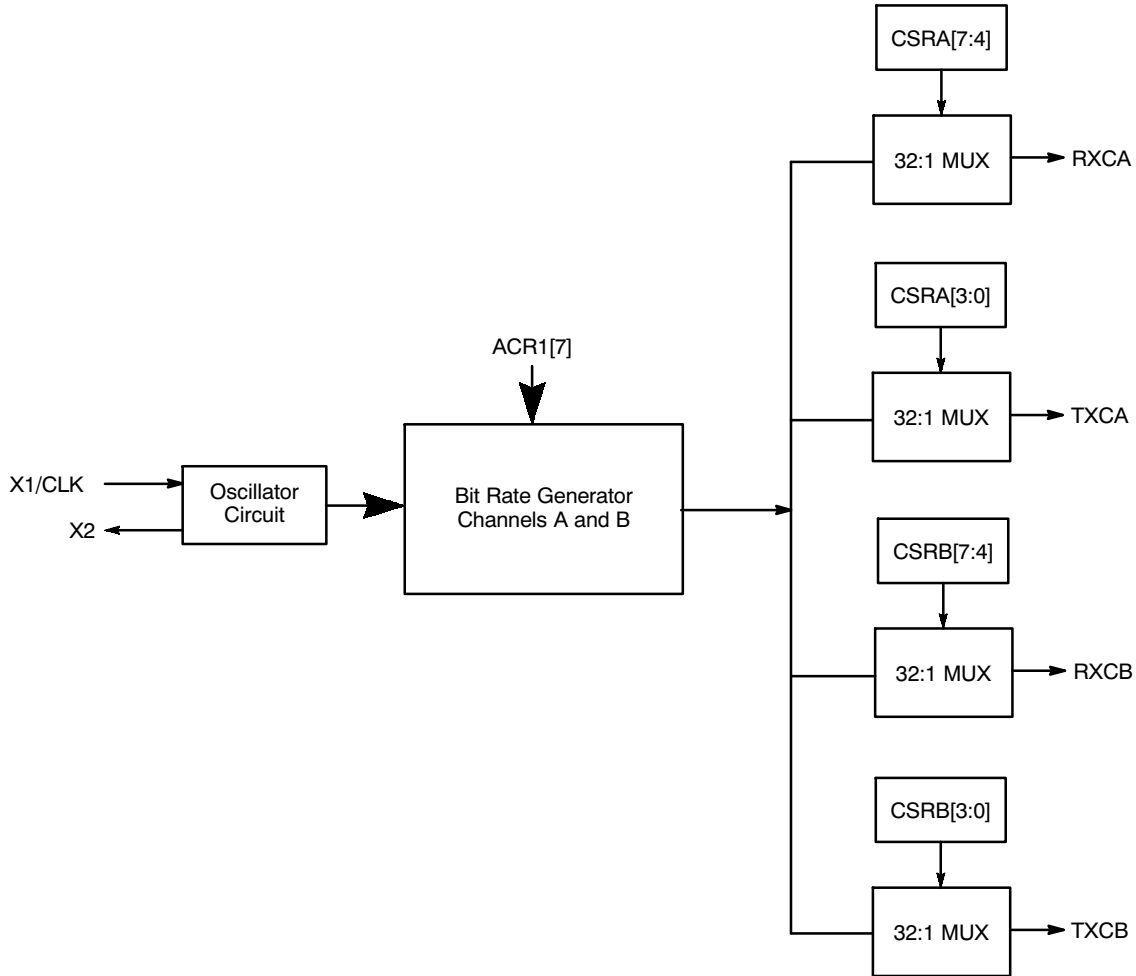 CSRA[7:4]
32:1 MUX
RXCA
CSRA[3:0]
ACR1[7]
32:1 MUX
TXCA
X1/CLK
X2
Oscillator
Circuit
Bit Rate Generator
Channels A and B
CSRB[7:4]
32:1 MUX
RXCB
CSRB[3:0]
32:1 MUX
TXCB